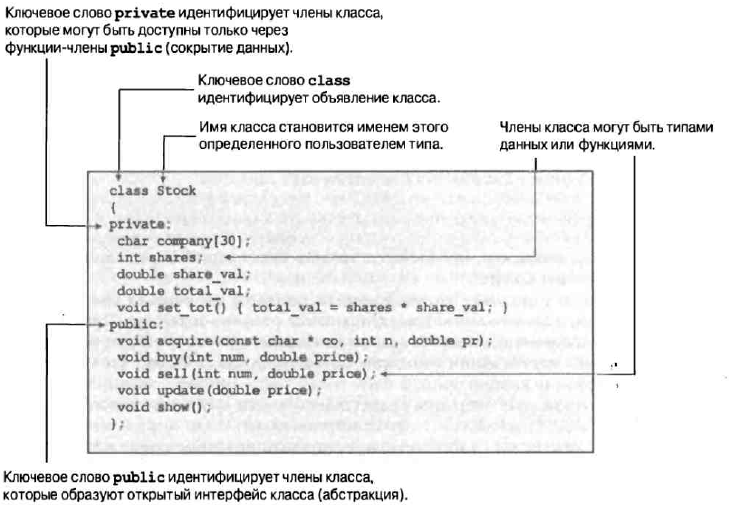 Ключевое слово private идентифицирует члены класса,
которые могут быть доступны только через
функции-члены public (сокрытие данных).
Ключевое слово class
идентифицирует объявление класса.
Имя класса становится именем этого
определенного пользователем типа.
Члены класса могут быть типами
данных или функциями.
class Stock
{
private:
char company[30];
int shares;
double share_val;
double total_val;
void set_tot() { total_val = shares * share_val; }
public:
void acquire(const char * co, int n, double pr);
void buy(int num, double price);
void sell(int num, double price);
void update(double price);
void show();
};
Ключевое слово public идентифицирует члены класса,
которые образуют открытый интерфейс класса (абстракция).